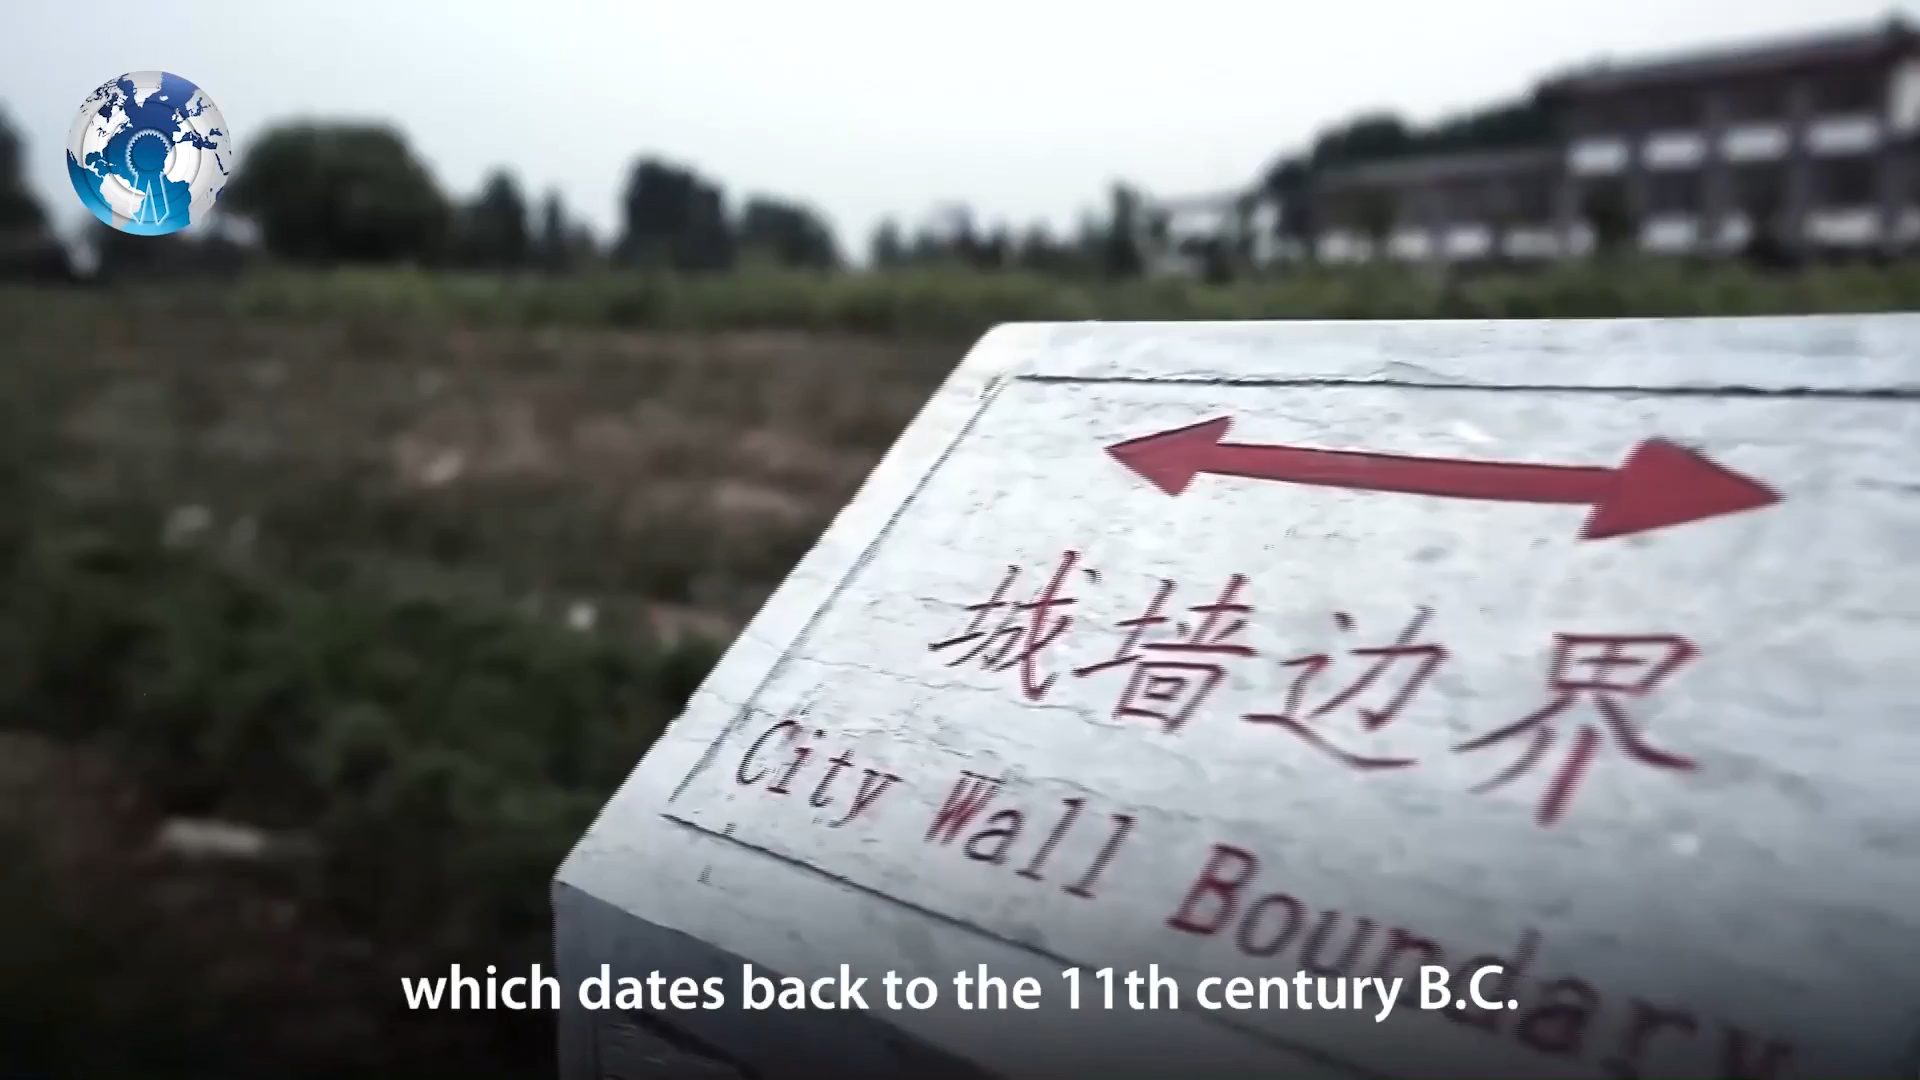 城墙边界
City Wall Boundary
which dates back to the 11th century B.C.